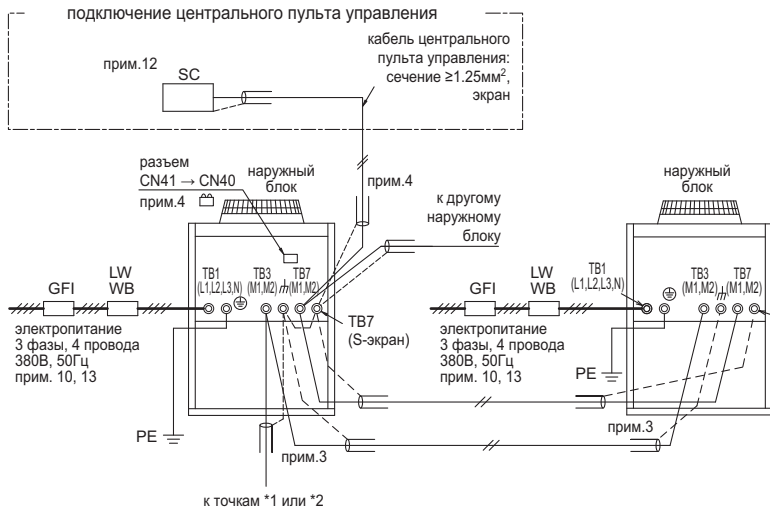 подключение центрального пульта управления
прим.12
SC
кабель центрального
пульта управления:
сечение ≥1.25мм²,
экран
разъем
CN41 → CN40
прим.4
наружный
блок
прим.4
к другому
наружному
блоку
наружный
блок
GFI
LW
WB
TB1
(L1,L2,L3,N)
TB3
(M1,M2)
TB7
(M1,M2)
TB7
(S-экран)
электропитание
3 фазы, 4 провода
380В, 50Гц
прим. 10, 13
PE
GFI
LW
WB
TB1
(L1,L2,L3,N)
TB3
(M1,M2)
TB7
(M1,M2)
электропитание
3 фазы, 4 провода
380В, 50Гц
прим. 10, 13
PE
прим.3
прим.3
к точкам *1 или *2